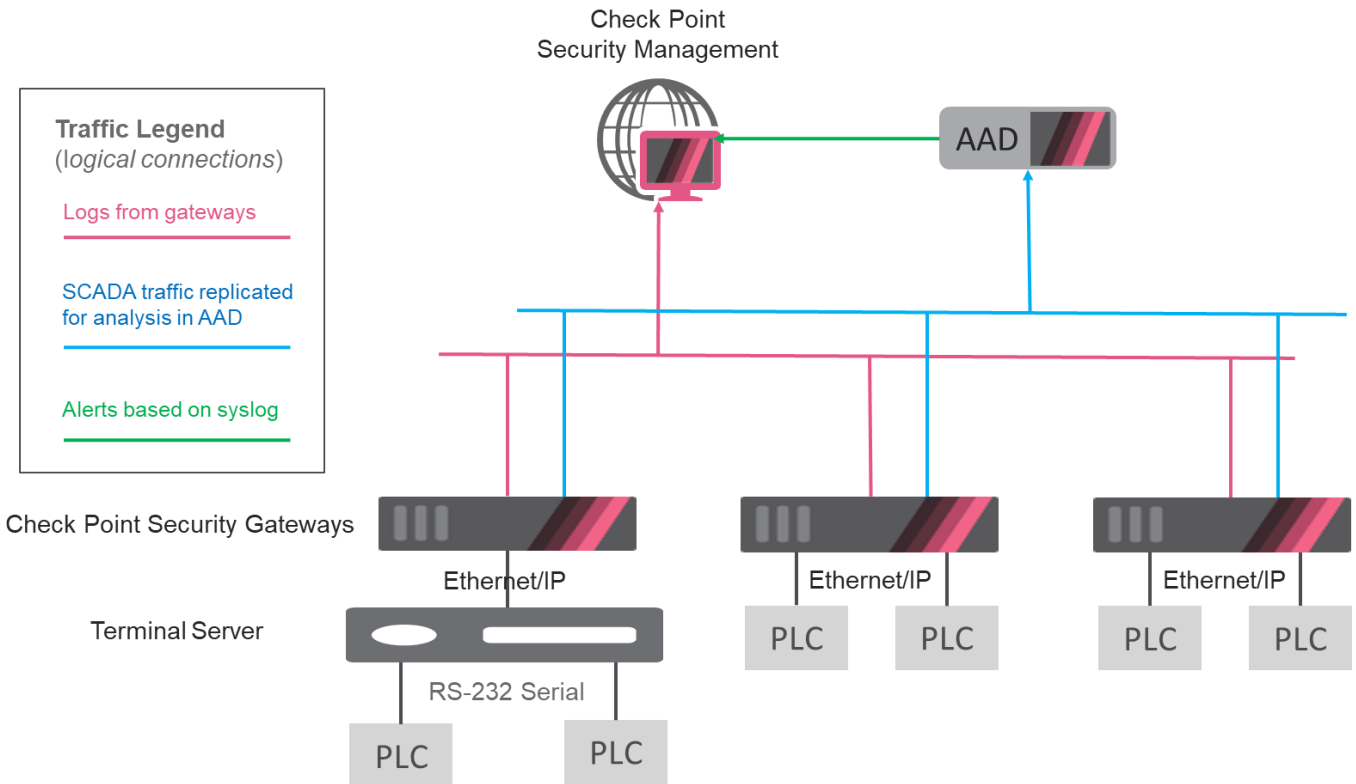 Check Point
Security Management
Traffic Legend
(logical connections)
Logs from gateways
SCADA traffic replicated
for analysis in AAD
Alerts based on syslog
AAD
Check Point Security Gateways
Ethernet/IP
Ethernet/IP
Ethernet/IP
Terminal Server
PLC
PLC
PLC
PLC
RS-232 Serial
PLC
PLC